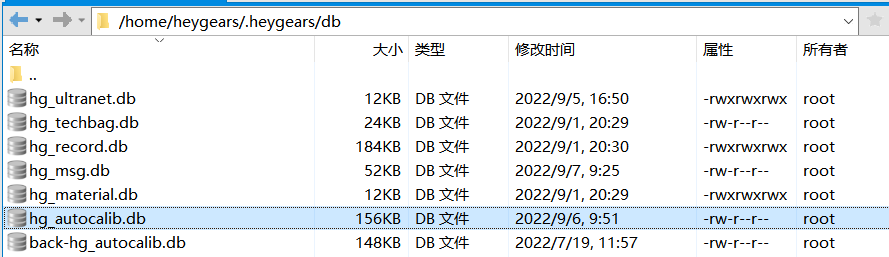 /home/heygears/.heygears/db
名称 大小 类型 修改时间 属性 所有者
..
hg_ultranet.db 12KB DB 文件 2022/9/5, 16:50 -rwxrwxrwx root
hg_techbag.db 24KB DB 文件 2022/9/1, 20:29 -rw-r--r-- root
hg_record.db 184KB DB 文件 2022/9/1, 20:30 -rwxrwxrwx root
hg_msg.db 52KB DB 文件 2022/9/7, 9:25 -rw-r--r-- root
hg_material.db 12KB DB 文件 2022/9/1, 20:29 -rwxrwxrwx root
hg_autocalib.db 156KB DB 文件 2022/9/6, 9:51 -rw-r--r-- root
back-hg_autocalib.db 148KB DB 文件 2022/7/19, 11:57 -rw-r--r-- root